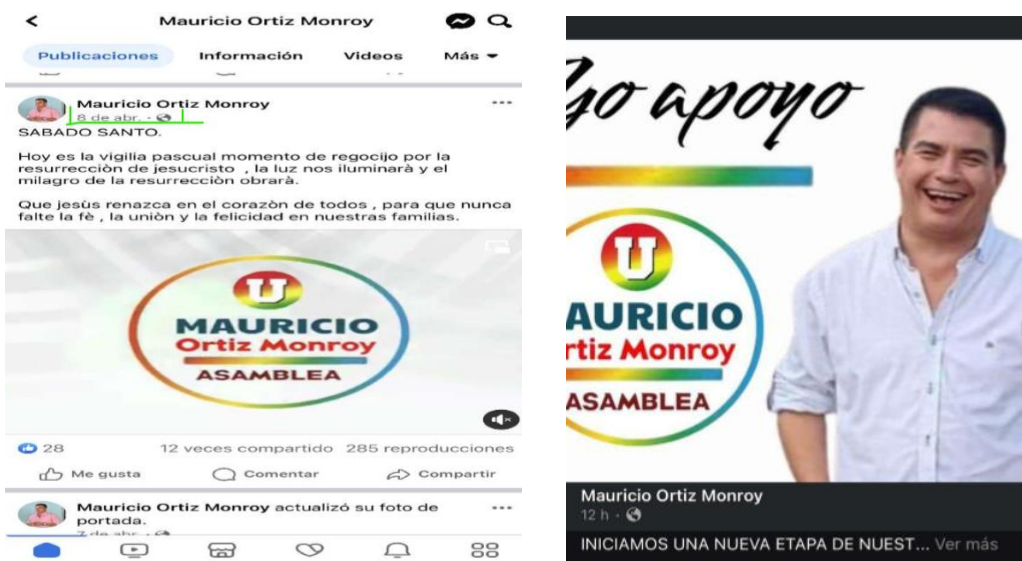 Mauricio Ortiz Monroy
Publicaciones Información Videos Más
Mauricio Ortiz Monroy
8 de abr. ·
SABADO SANTO.
Hoy es la vigilia pascual momento de regocijo por la
resurrecciòn de jesucristo , la luz nos iluminarà y el
milagro de la resurrecciòn obrarà.
Que jesùs renazca en el corazòn de todos , para que nunca
falte la fè , la uniòn y la felicidad en nuestras familias.
U
MAURICIO
Ortiz Monroy
ASAMBLEA
28 12 veces compartido 285 reproducciones
Me gusta Comentar Compartir
Mauricio Ortiz Monroy actualizó su foto de
portada.
7 de abr. ·
Yo apoyo
U
AURICIO
rtiz Monroy
ASAMBLEA
Mauricio Ortiz Monroy
12 h ·
INICIAMOS UNA NUEVA ETAPA DE NUEST... Ver más